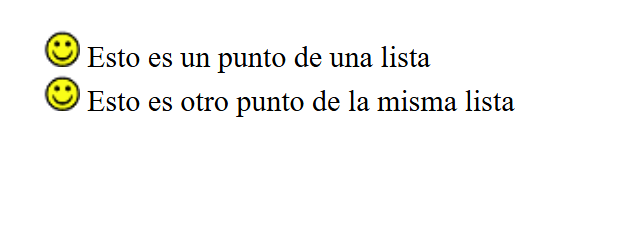 Esto es un punto de una lista
Esto es otro punto de la misma lista